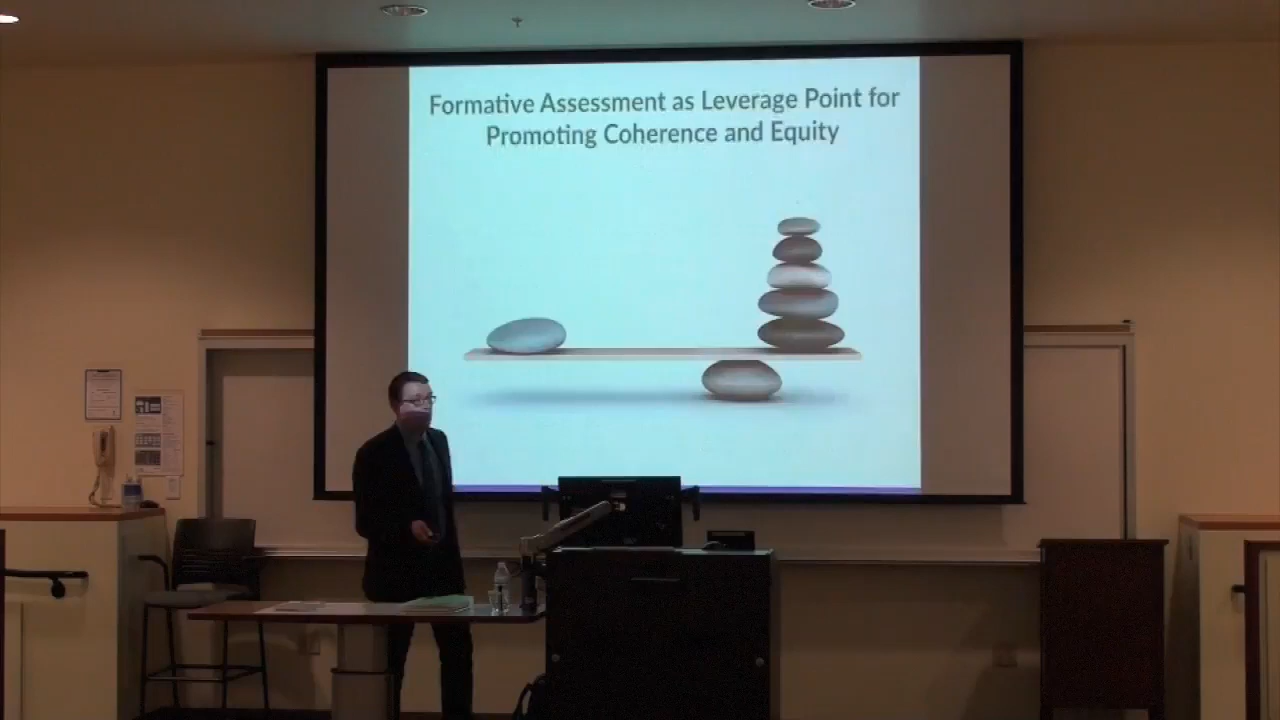 Formative Assessment as Leverage Point for
Promoting Coherence and Equity